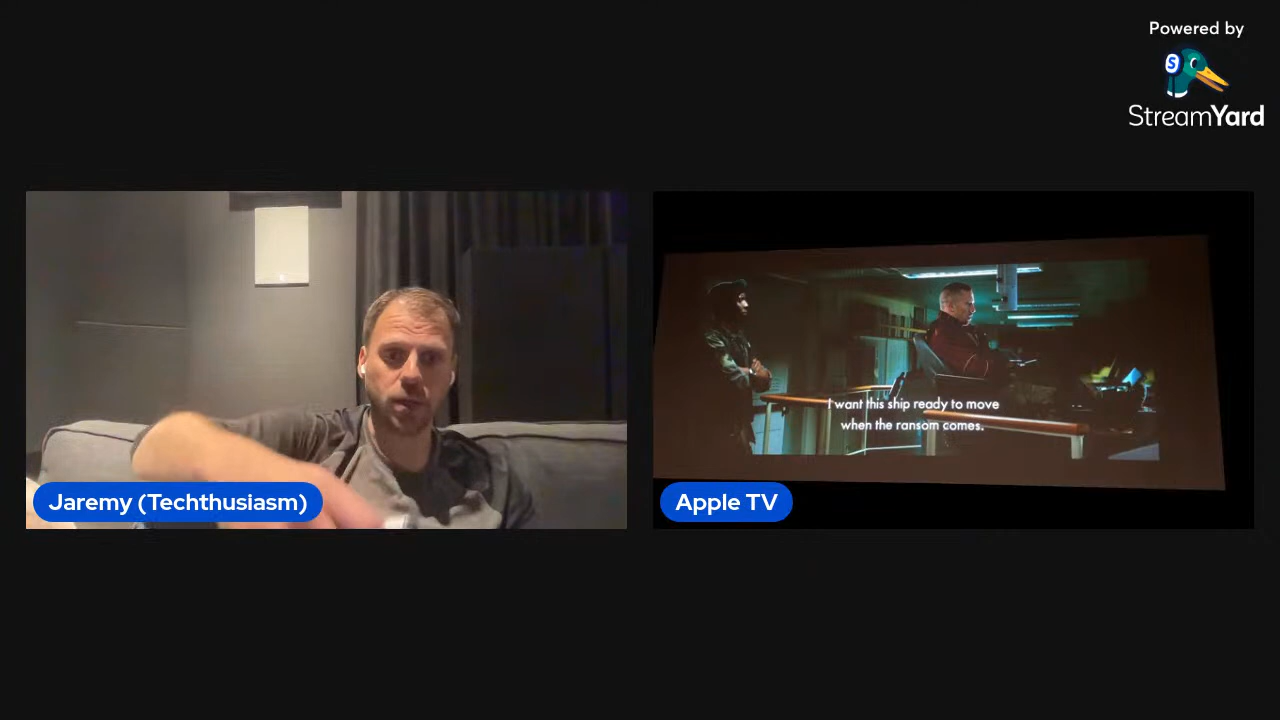 Powered by
S
StreamYard
I want this ship ready to move
when the ransom comes.
Jaremy (Techthusiasm)
Apple TV